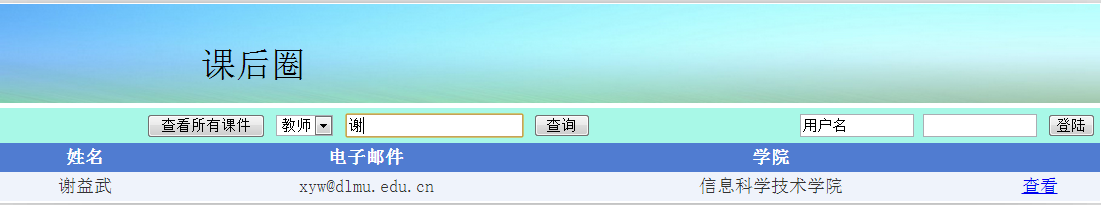 课后圈
查看所有课件 教师 谢 查询 用户名 登陆
姓名 电子邮件 学院
谢益武 xyw@dlmu.edu.cn 信息科学技术学院 查看